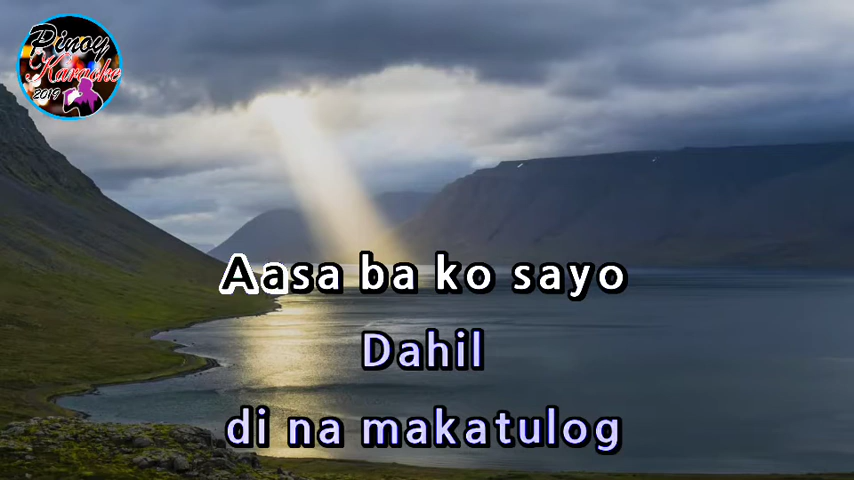 Pinoy
Karaoke
2019
Aasa ba ko sayo
Dahil
di na makatulog